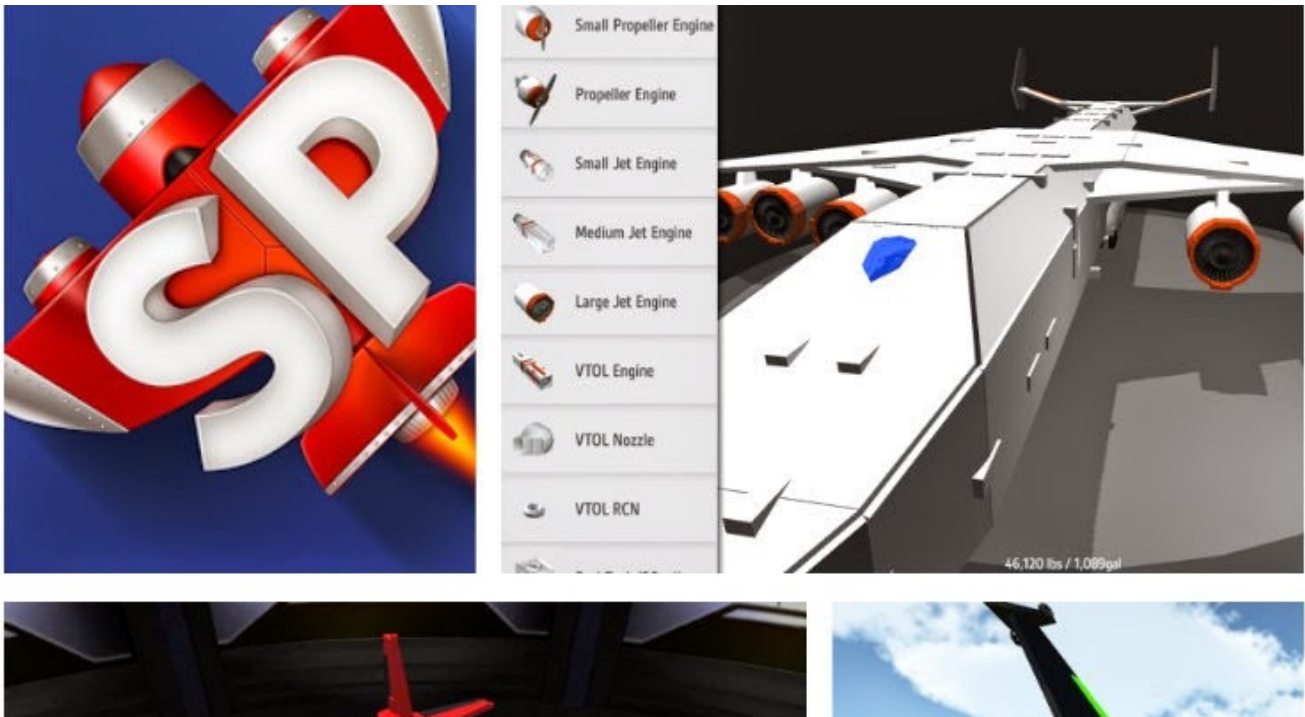 SP
Small Propeller Engine
Propeller Engine
Small Jet Engine
Medium Jet Engine
Large Jet Engine
VTOL Engine
VTOL Nozzle
VTOL RCN
46,120 lbs / 1,089gal